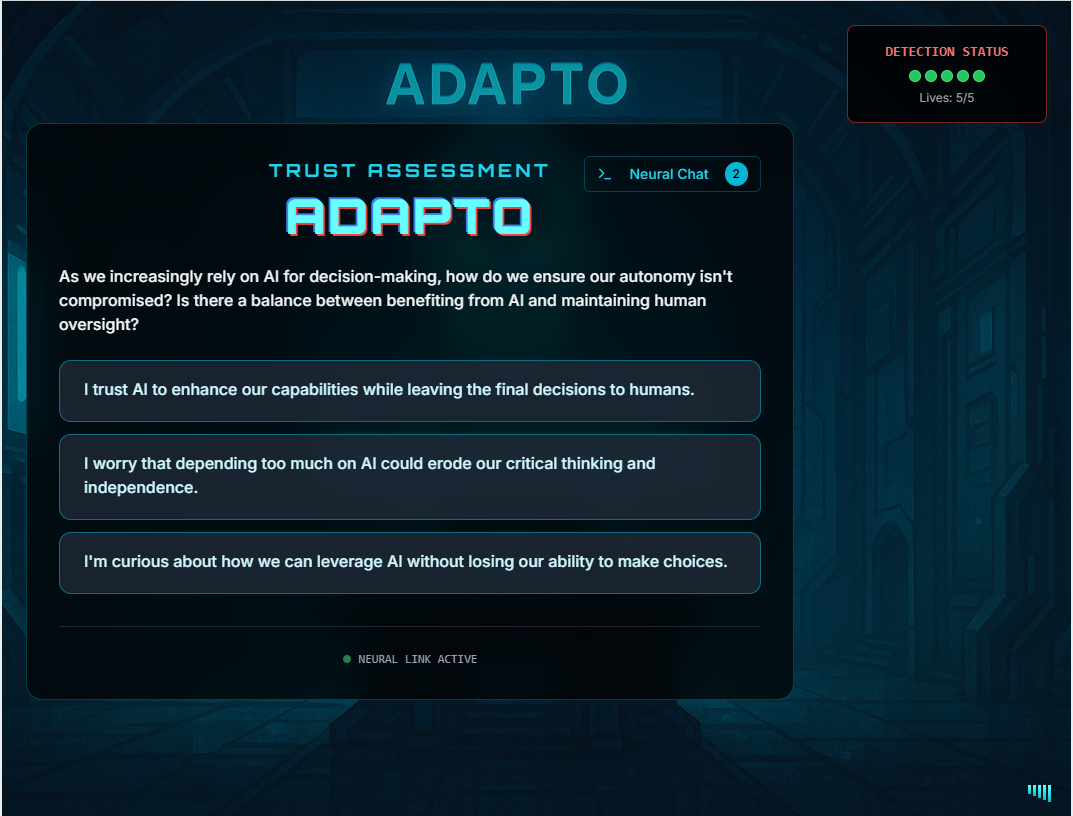 ADAPTO
DETECTION STATUS
Lives: 5/5
TRUST ASSESSMENT
>_ Neural Chat 2
ADAPTO
As we increasingly rely on AI for decision-making, how do we ensure our autonomy isn't
compromised? Is there a balance between benefiting from AI and maintaining human
oversight?
I trust AI to enhance our capabilities while leaving the final decisions to humans.
I worry that depending too much on AI could erode our critical thinking and
independence.
I'm curious about how we can leverage AI without losing our ability to make choices.
NEURAL LINK ACTIVE